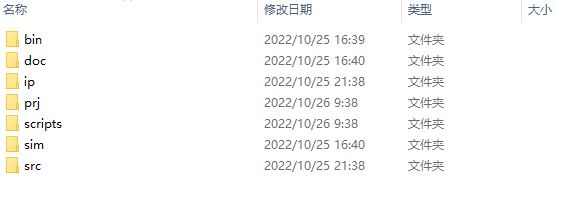 名称 修改日期 类型 大小
bin 2022/10/25 16:39 文件夹
doc 2022/10/25 16:40 文件夹
ip 2022/10/25 21:38 文件夹
prj 2022/10/26 9:38 文件夹
scripts 2022/10/26 9:38 文件夹
sim 2022/10/25 16:40 文件夹
src 2022/10/25 21:38 文件夹